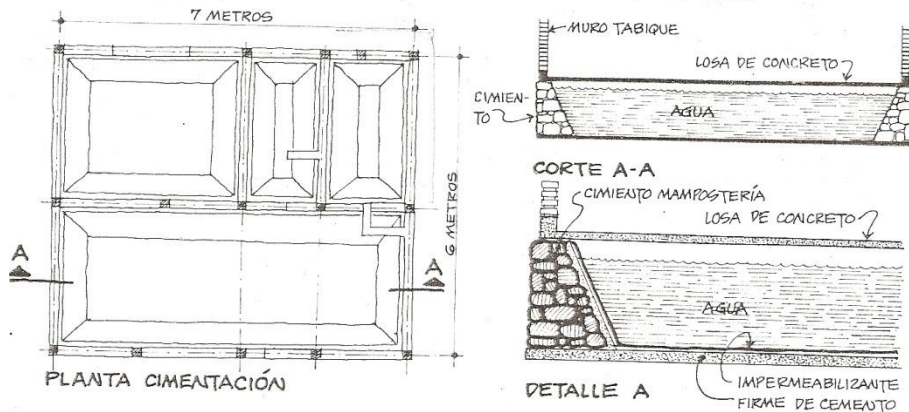 7 METROS
6 METROS
A
A
PLANTA CIMENTACIÓN
MURO TABIQUE
LOSA DE CONCRETO
CIMIEN-
TO
AGUA
CORTE A-A
CIMIENTO MAMPOSTERÍA
LOSA DE CONCRETO
AGUA
DETALLE A
IMPERMEABILIZANTE
FIRME DE CEMENTO